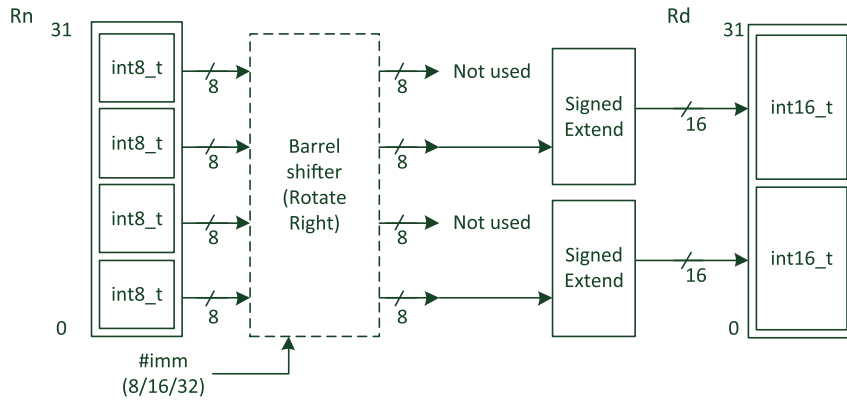 Rn
Rd
31
31
int8_t
8
8
Not used
Signed
Extend
16
int16_t
int8_t
8
8
Barrel
shifter
(Rotate
Right)
int8_t
8
8
Not used
Signed
Extend
16
int16_t
int8_t
8
8
0
0
#imm
(8/16/32)